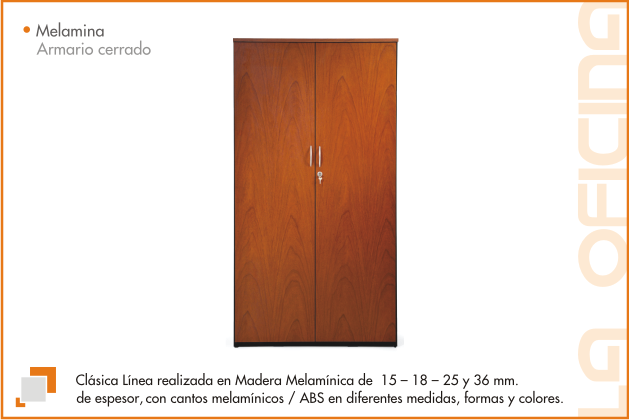 • Melamina
Armario cerrado
LA OFICINA
Clásica Línea realizada en Madera Melamínica de 15 – 18 – 25 y 36 mm.
de espesor, con cantos melamínicos / ABS en diferentes medidas, formas y colores.